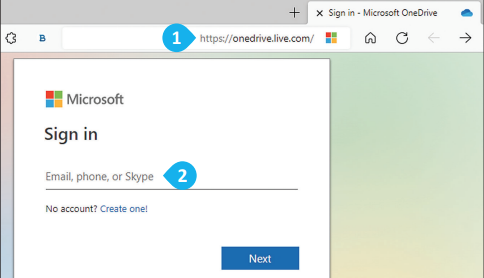 Sign in - Microsoft OneDrive
B
1
https://onedrive.live.com/
Microsoft
Sign in
Email, phone, or Skype
2
No account? Create one!
Next